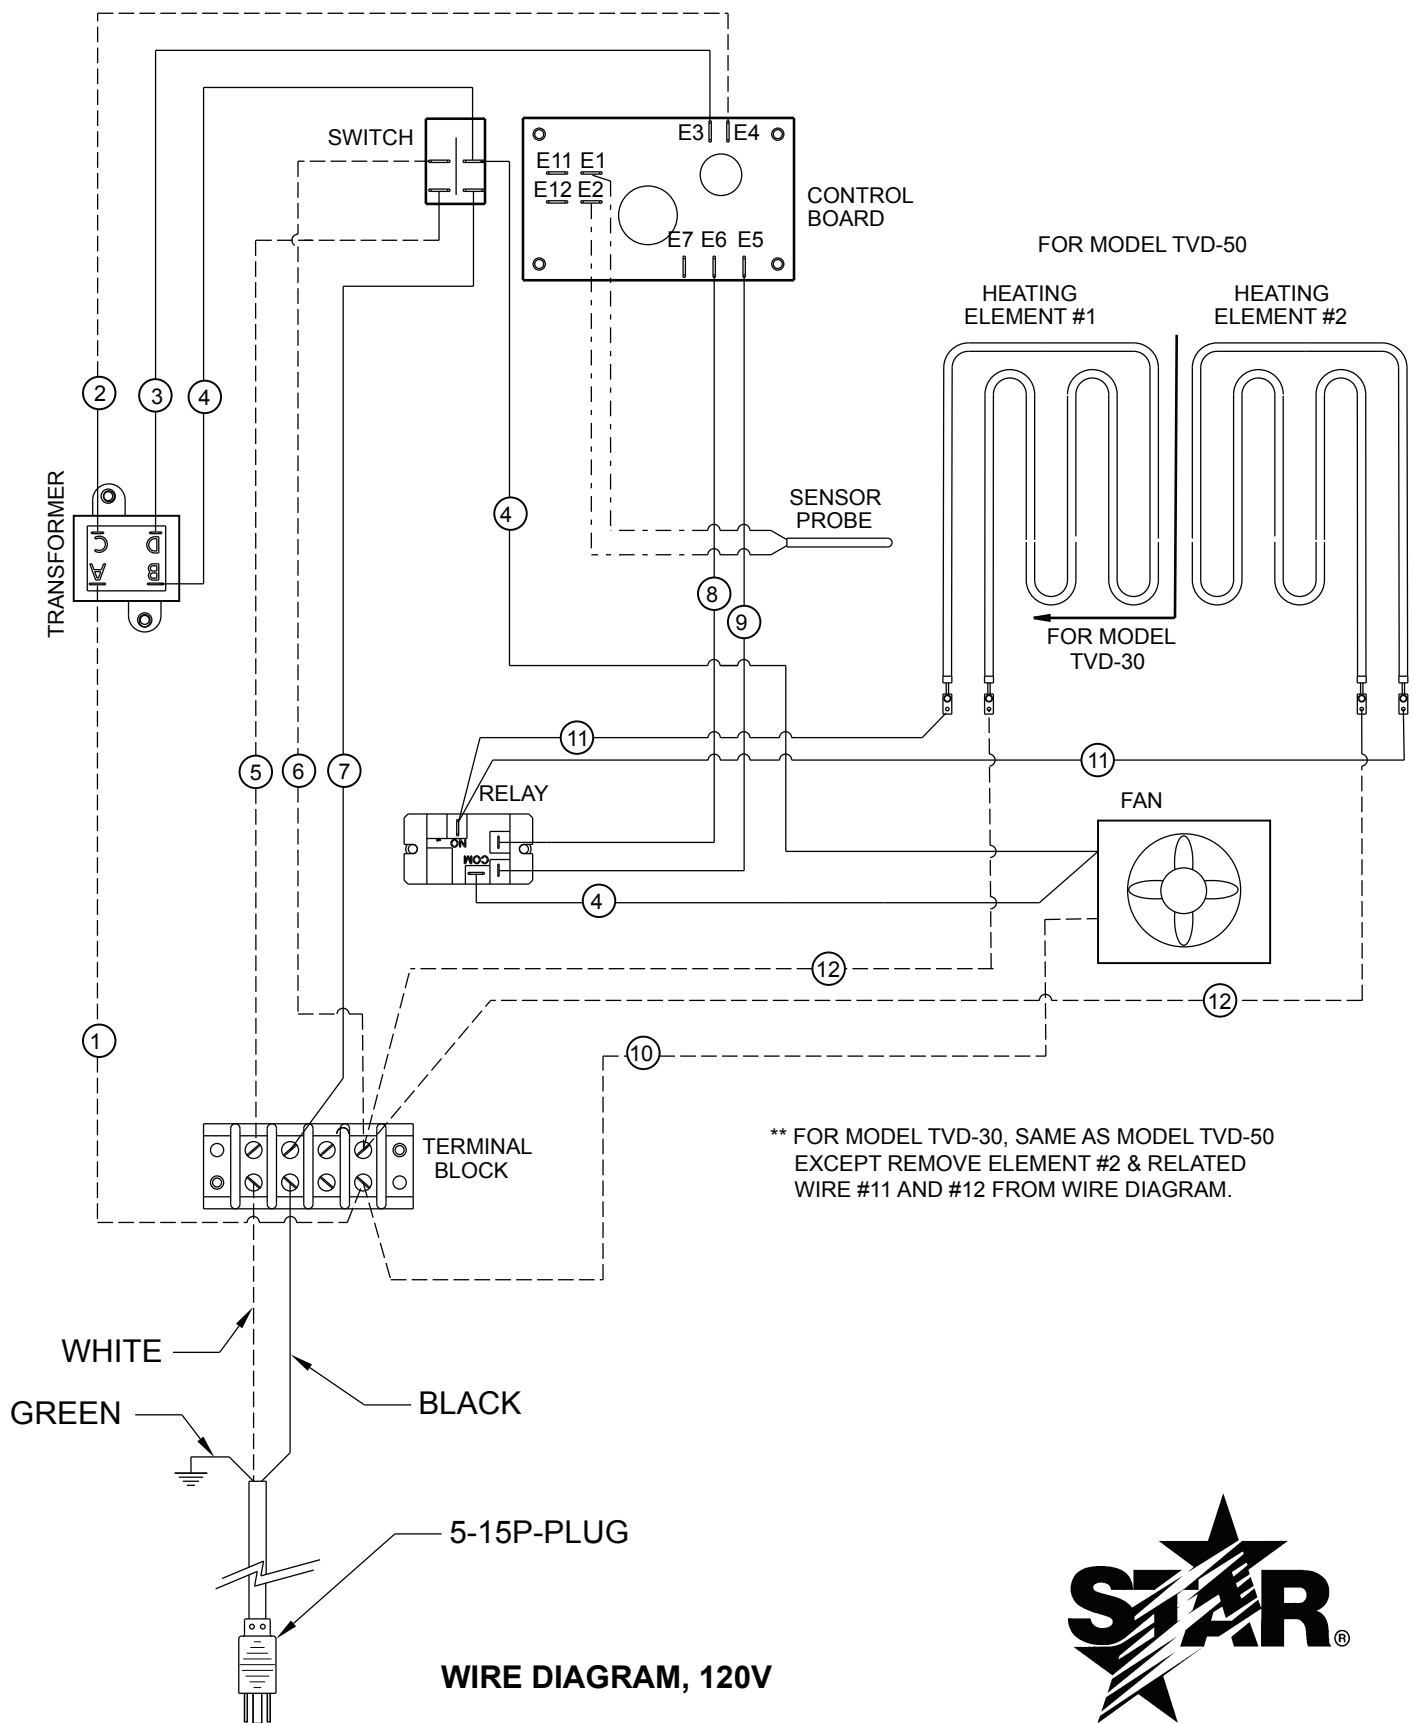 SWITCH
E3
E4
E11 E1
E12 E2
E7 E6 E5
CONTROL
BOARD
FOR MODEL TVD-50
HEATING
ELEMENT #1
HEATING
ELEMENT #2
2
3
4
TRANSFORMER
C
D
A
B
4
SENSOR
PROBE
8
9
FOR MODEL
TVD-30
5
6
7
11
11
RELAY
NO
COM
FAN
4
12
12
1
10
TERMINAL
BLOCK
** FOR MODEL TVD-30, SAME AS MODEL TVD-50
EXCEPT REMOVE ELEMENT #2 & RELATED
WIRE #11 AND #12 FROM WIRE DIAGRAM.
WHITE
BLACK
GREEN
5-15P-PLUG
STAR®
WIRE DIAGRAM, 120V